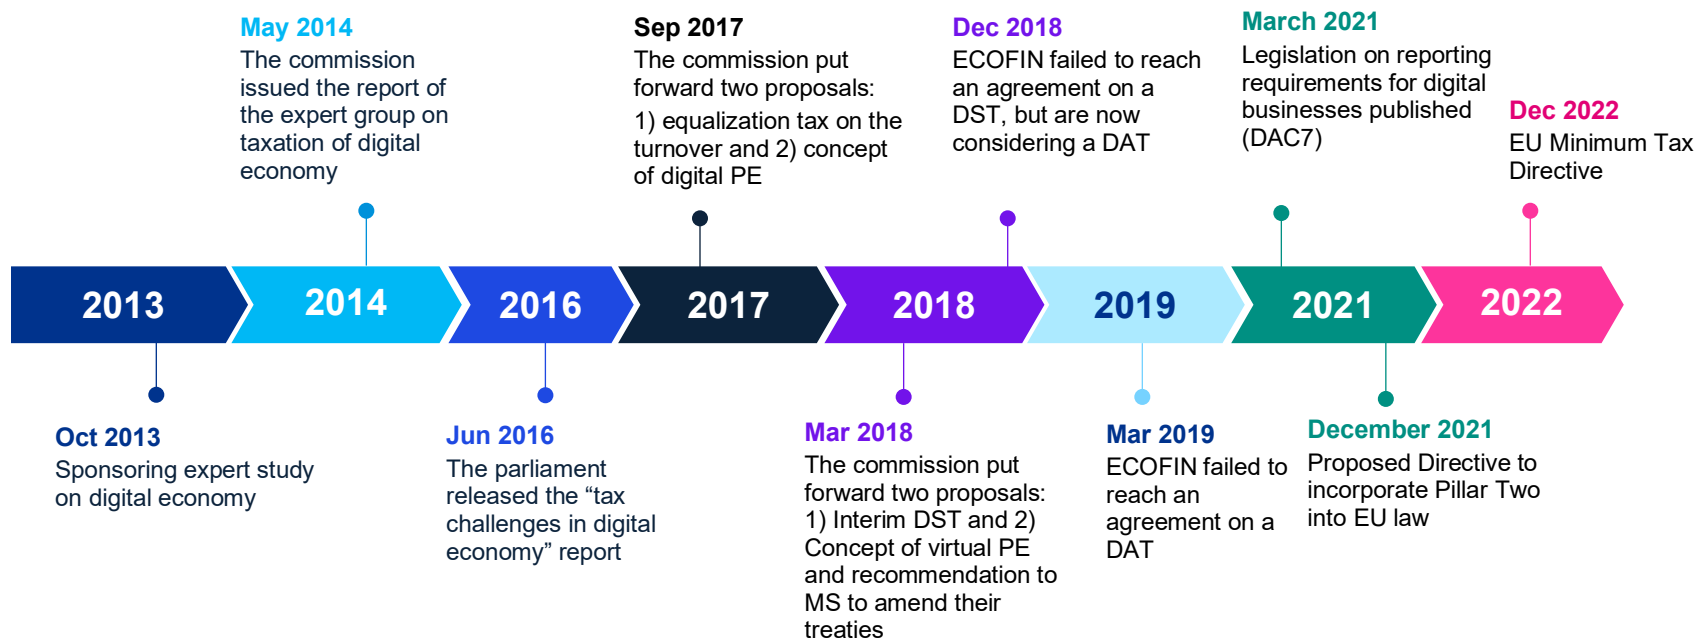 May 2014
The commission
issued the report of
the expert group on
taxation of digital
economy
Sep 2017
The commission put
forward two proposals:
1) equalization tax on the
turnover and 2) concept
of digital PE
Dec 2018
ECOFIN failed to reach
an agreement on a
DST, but are now
considering a DAT
March 2021
Legislation on reporting
requirements for digital
businesses published
(DAC7)
Dec 2022
EU Minimum Tax
Directive
2013
2014
2016
2017
2018
2019
2021
2022
Oct 2013
Sponsoring expert study
on digital economy
Jun 2016
The parliament
released the “tax
challenges in digital
economy” report
Mar 2018
The commission put
forward two proposals:
1) Interim DST and 2)
Concept of virtual PE
and recommendation to
MS to amend their
treaties
Mar 2019
ECOFIN failed to
reach an
agreement on a
DAT
December 2021
Proposed Directive to
incorporate Pillar Two
into EU law